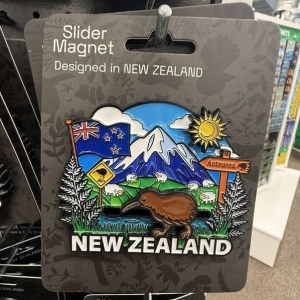 Slider
Magnet
Designed in NEW ZEALAND
Aotearoa
NEW ZEALAND